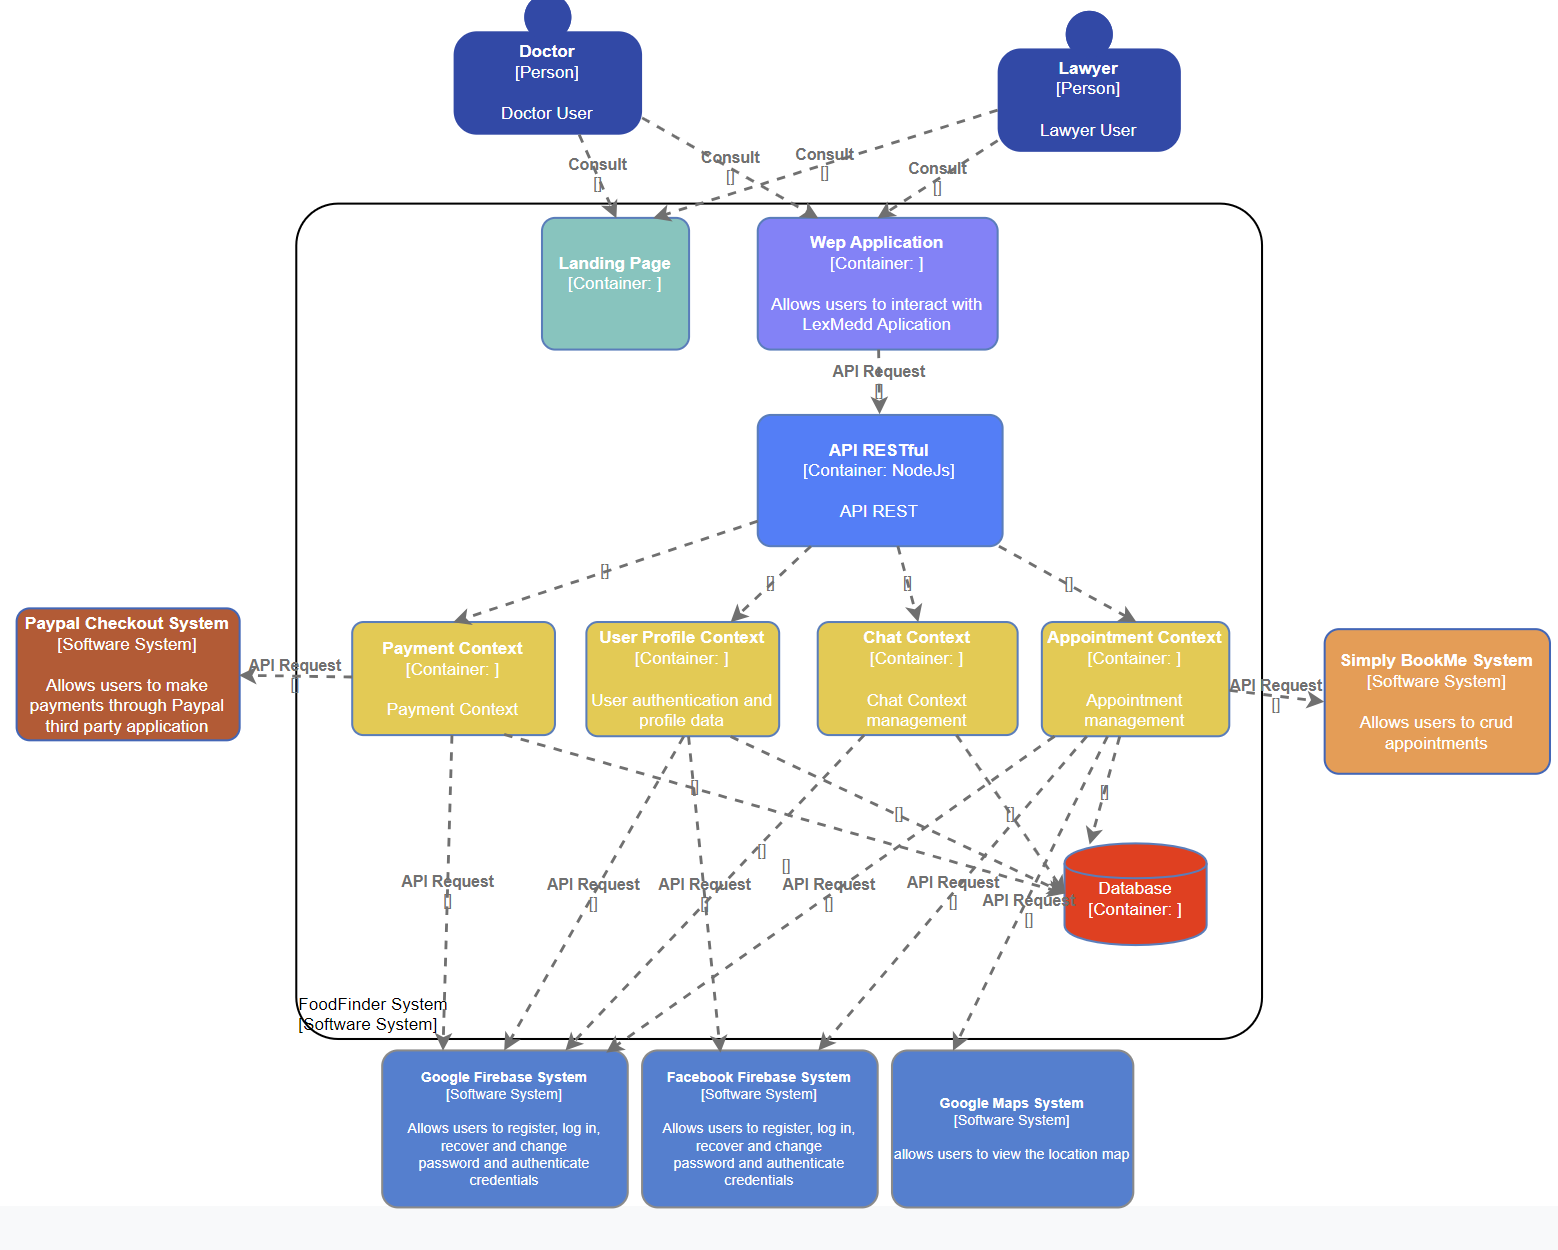 Doctor
[Person]
Doctor User
Lawyer
[Person]
Lawyer User
Consult
[]
Consult
[]
Consult
[]
Consult
[]
Landing Page
[Container: ]
Wep Application
[Container: ]
Allows users to interact with
LexMedd Aplication
API Request
[]
API RESTful
[Container: NodeJs]
API REST
[]
[]
[]
[]
Paypal Checkout System
[Software System]
Allows users to make
payments through Paypal
third party application
API Request
[]
Payment Context
[Container: ]
Payment Context
User Profile Context
[Container: ]
User authentication and
profile data
Chat Context
[Container: ]
Chat Context
management
Appointment Context
[Container: ]
Appointment
management
API Request
[]
Simply BookMe System
[Software System]
Allows users to crud
appointments
[]
[]
[]
[]
[]
[]
API Request
[]
API Request
[]
API Request
[]
API Request
[]
API Request
[]
API Request
[]
Database
[Container: ]
FoodFinder System
[Software System]
Google Firebase System
[Software System]
Allows users to register, log in,
recover and change
password and authenticate
credentials
Facebook Firebase System
[Software System]
Allows users to register, log in,
recover and change
password and authenticate
credentials
Google Maps System
[Software System]
allows users to view the location map